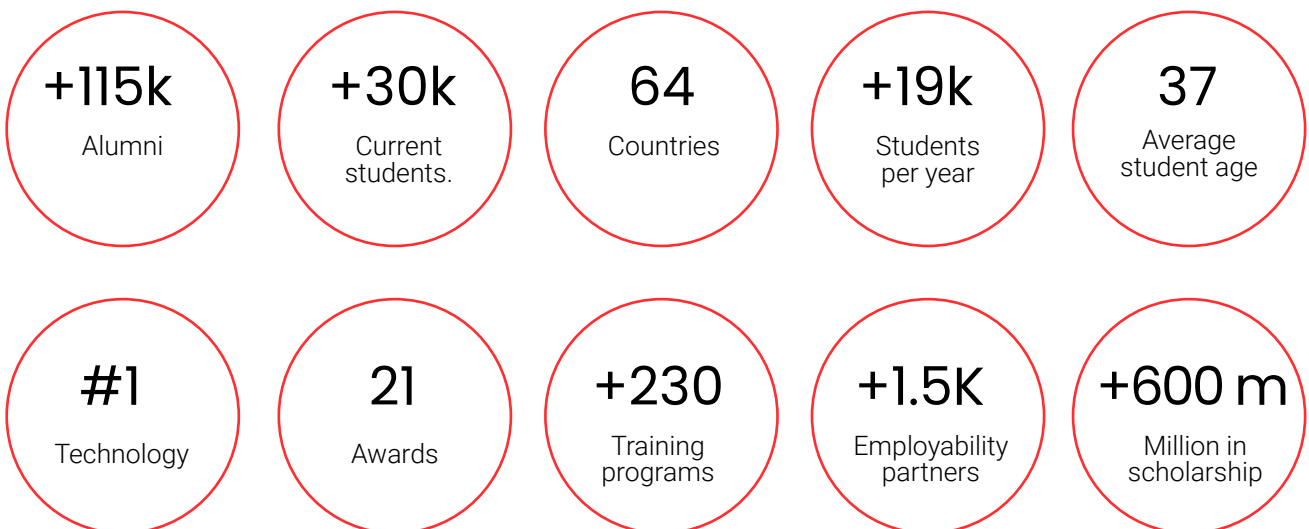 +115k
Alumni
+30k
Current
students.
64
Countries
+19k
Students
per year
37
Average
student age
#1
Technology
21
Awards
+230
Training
programs
+1.5K
Employability
partners
+600 m
Million in
scholarship